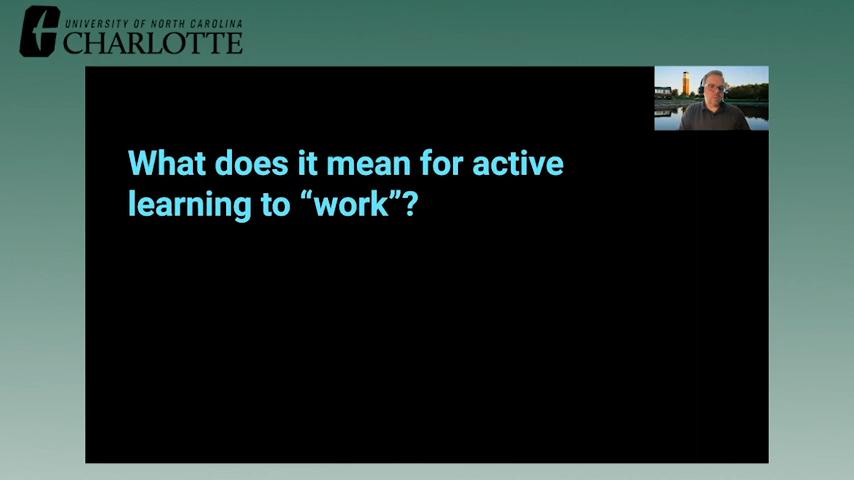 UNIVERSITY OF NORTH CAROLINA
CHARLOTTE
What does it mean for active
learning to “work”?